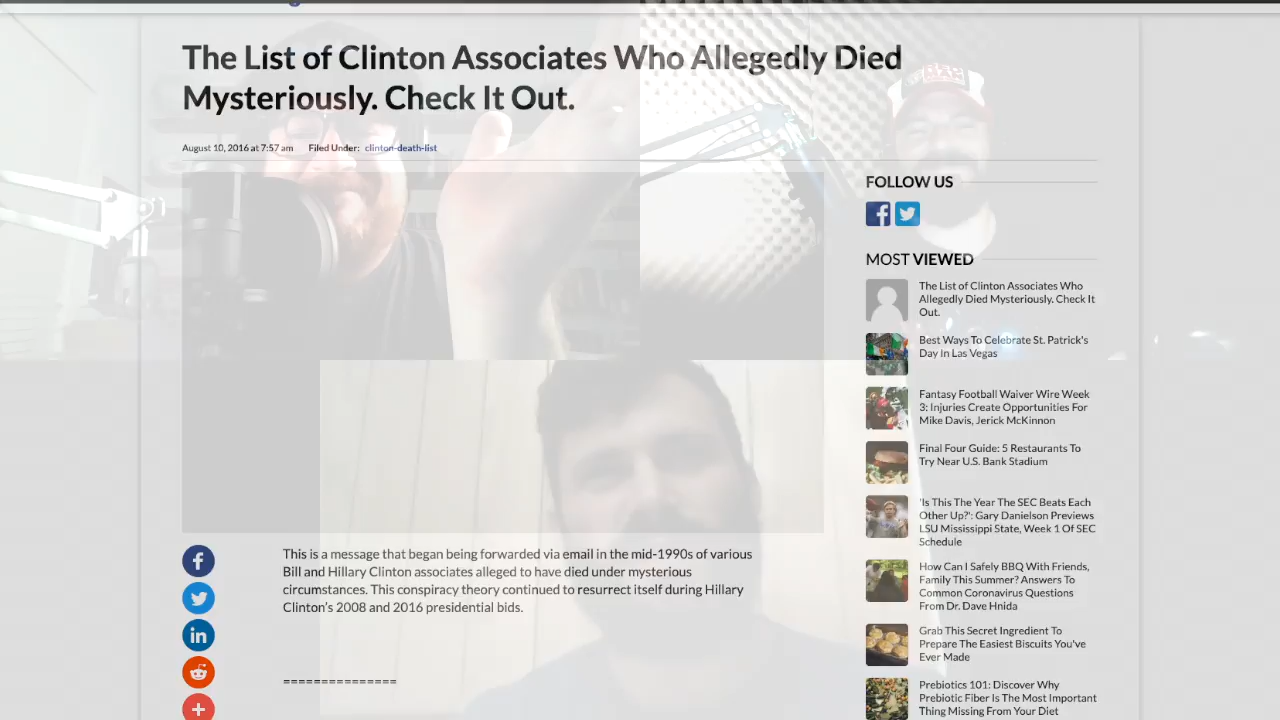 The List of Clinton Associates Who Allegedly Died
Mysteriously. Check It Out.
August 10, 2016 at 7:57 am Filed Under: clinton-death-list
FOLLOW US
MOST VIEWED
The List of Clinton Associates Who
Allegedly Died Mysteriously. Check It
Out.
Best Ways To Celebrate St. Patrick's
Day In Las Vegas
Fantasy Football Waiver Wire Week
3: Injuries Create Opportunities For
Mike Davis, Jerick McKinnon
Final Four Guide: 5 Restaurants To
Try Near U.S. Bank Stadium
'Is This The Year The SEC Beats Each
Other Up?': Gary Danielson Previews
LSU Mississippi State, Week 1 Of SEC
Schedule
How Can I Safely BBQ With Friends,
Family This Summer? Answers To
Common Coronavirus Questions
From Dr. Dave Hnida
Grab This Secret Ingredient To
Prepare The Easiest Biscuits You've
Ever Made
Prebiotics 101: Discover Why
Prebiotic Fiber Is The Most Important
Thing Missing From Your Diet
This is a message that began being forwarded via email in the mid-1990s of various
Bill and Hillary Clinton associates alleged to have died under mysterious
circumstances. This conspiracy theory continued to resurrect itself during Hillary
Clinton's 2008 and 2016 presidential bids.
===============